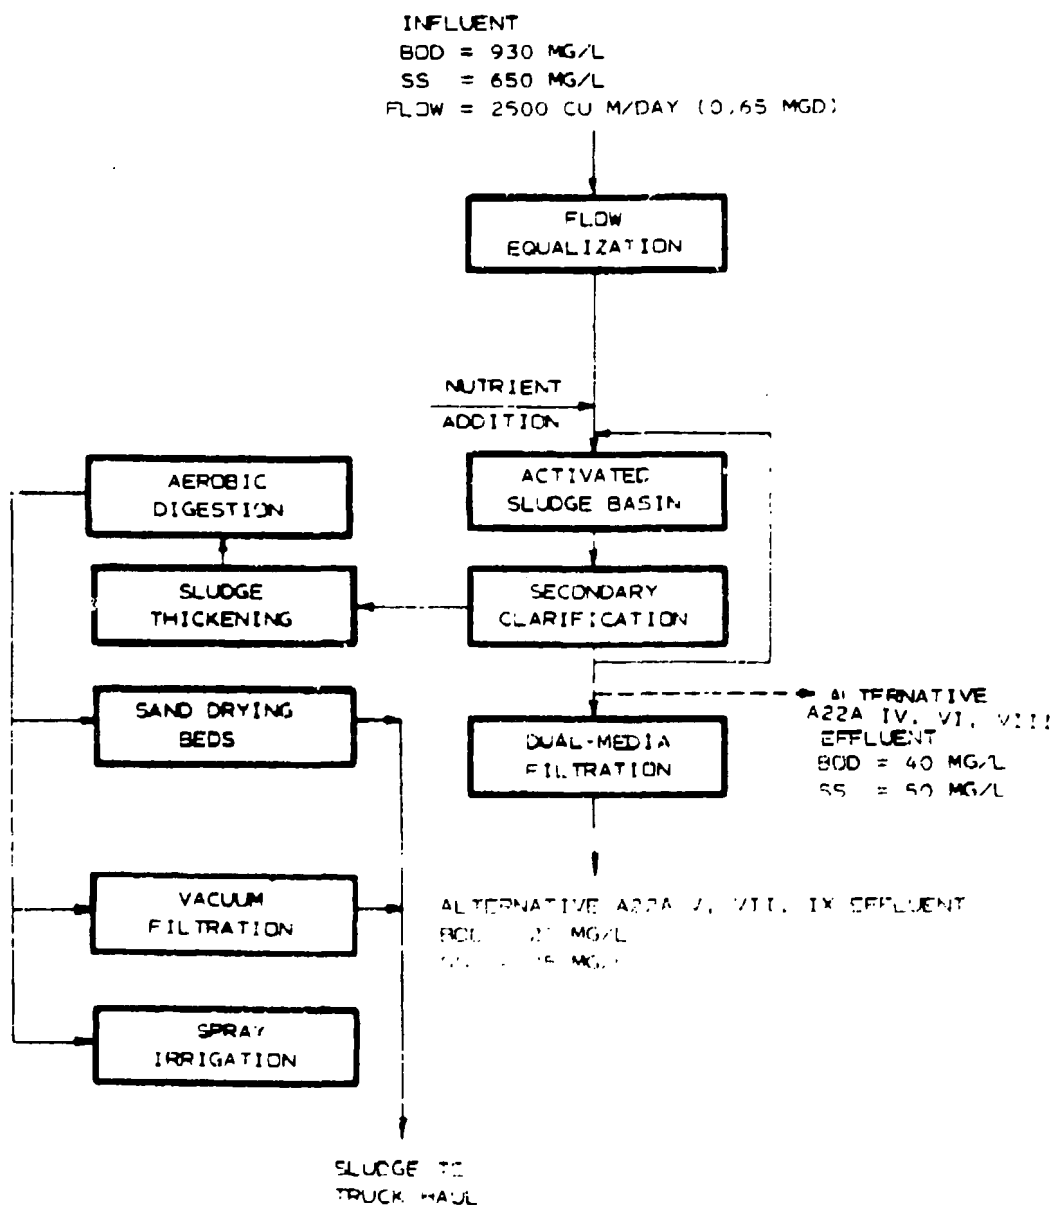 INFLUENT
BOD = 930 MG/L
SS = 650 MG/L
FLOW = 2500 CU M/DAY (0.65 MGD)
FLOW
EQUALIZATION
NUTRIENT
ADDITION
ACTIVATED
SLUDGE BASIN
AEROBIC
DIGESTION
SLUDGE
THICKENING
SECONDARY
CLARIFICATION
SAND DRYING
BEDS
DUAL-MEDIA
FILTRATION
ALTERNATIVE
A22A IV, VI, VIII
EFFLUENT
BOD = 40 MG/L
SS = 50 MG/L
VACUUM
FILTRATION
ALTERNATIVE A22A V, VII, IX EFFLUENT
BOD MG/L
MG/L
SPRAY
IRRIGATION
SLUDGE TO
TRUCK HAUL